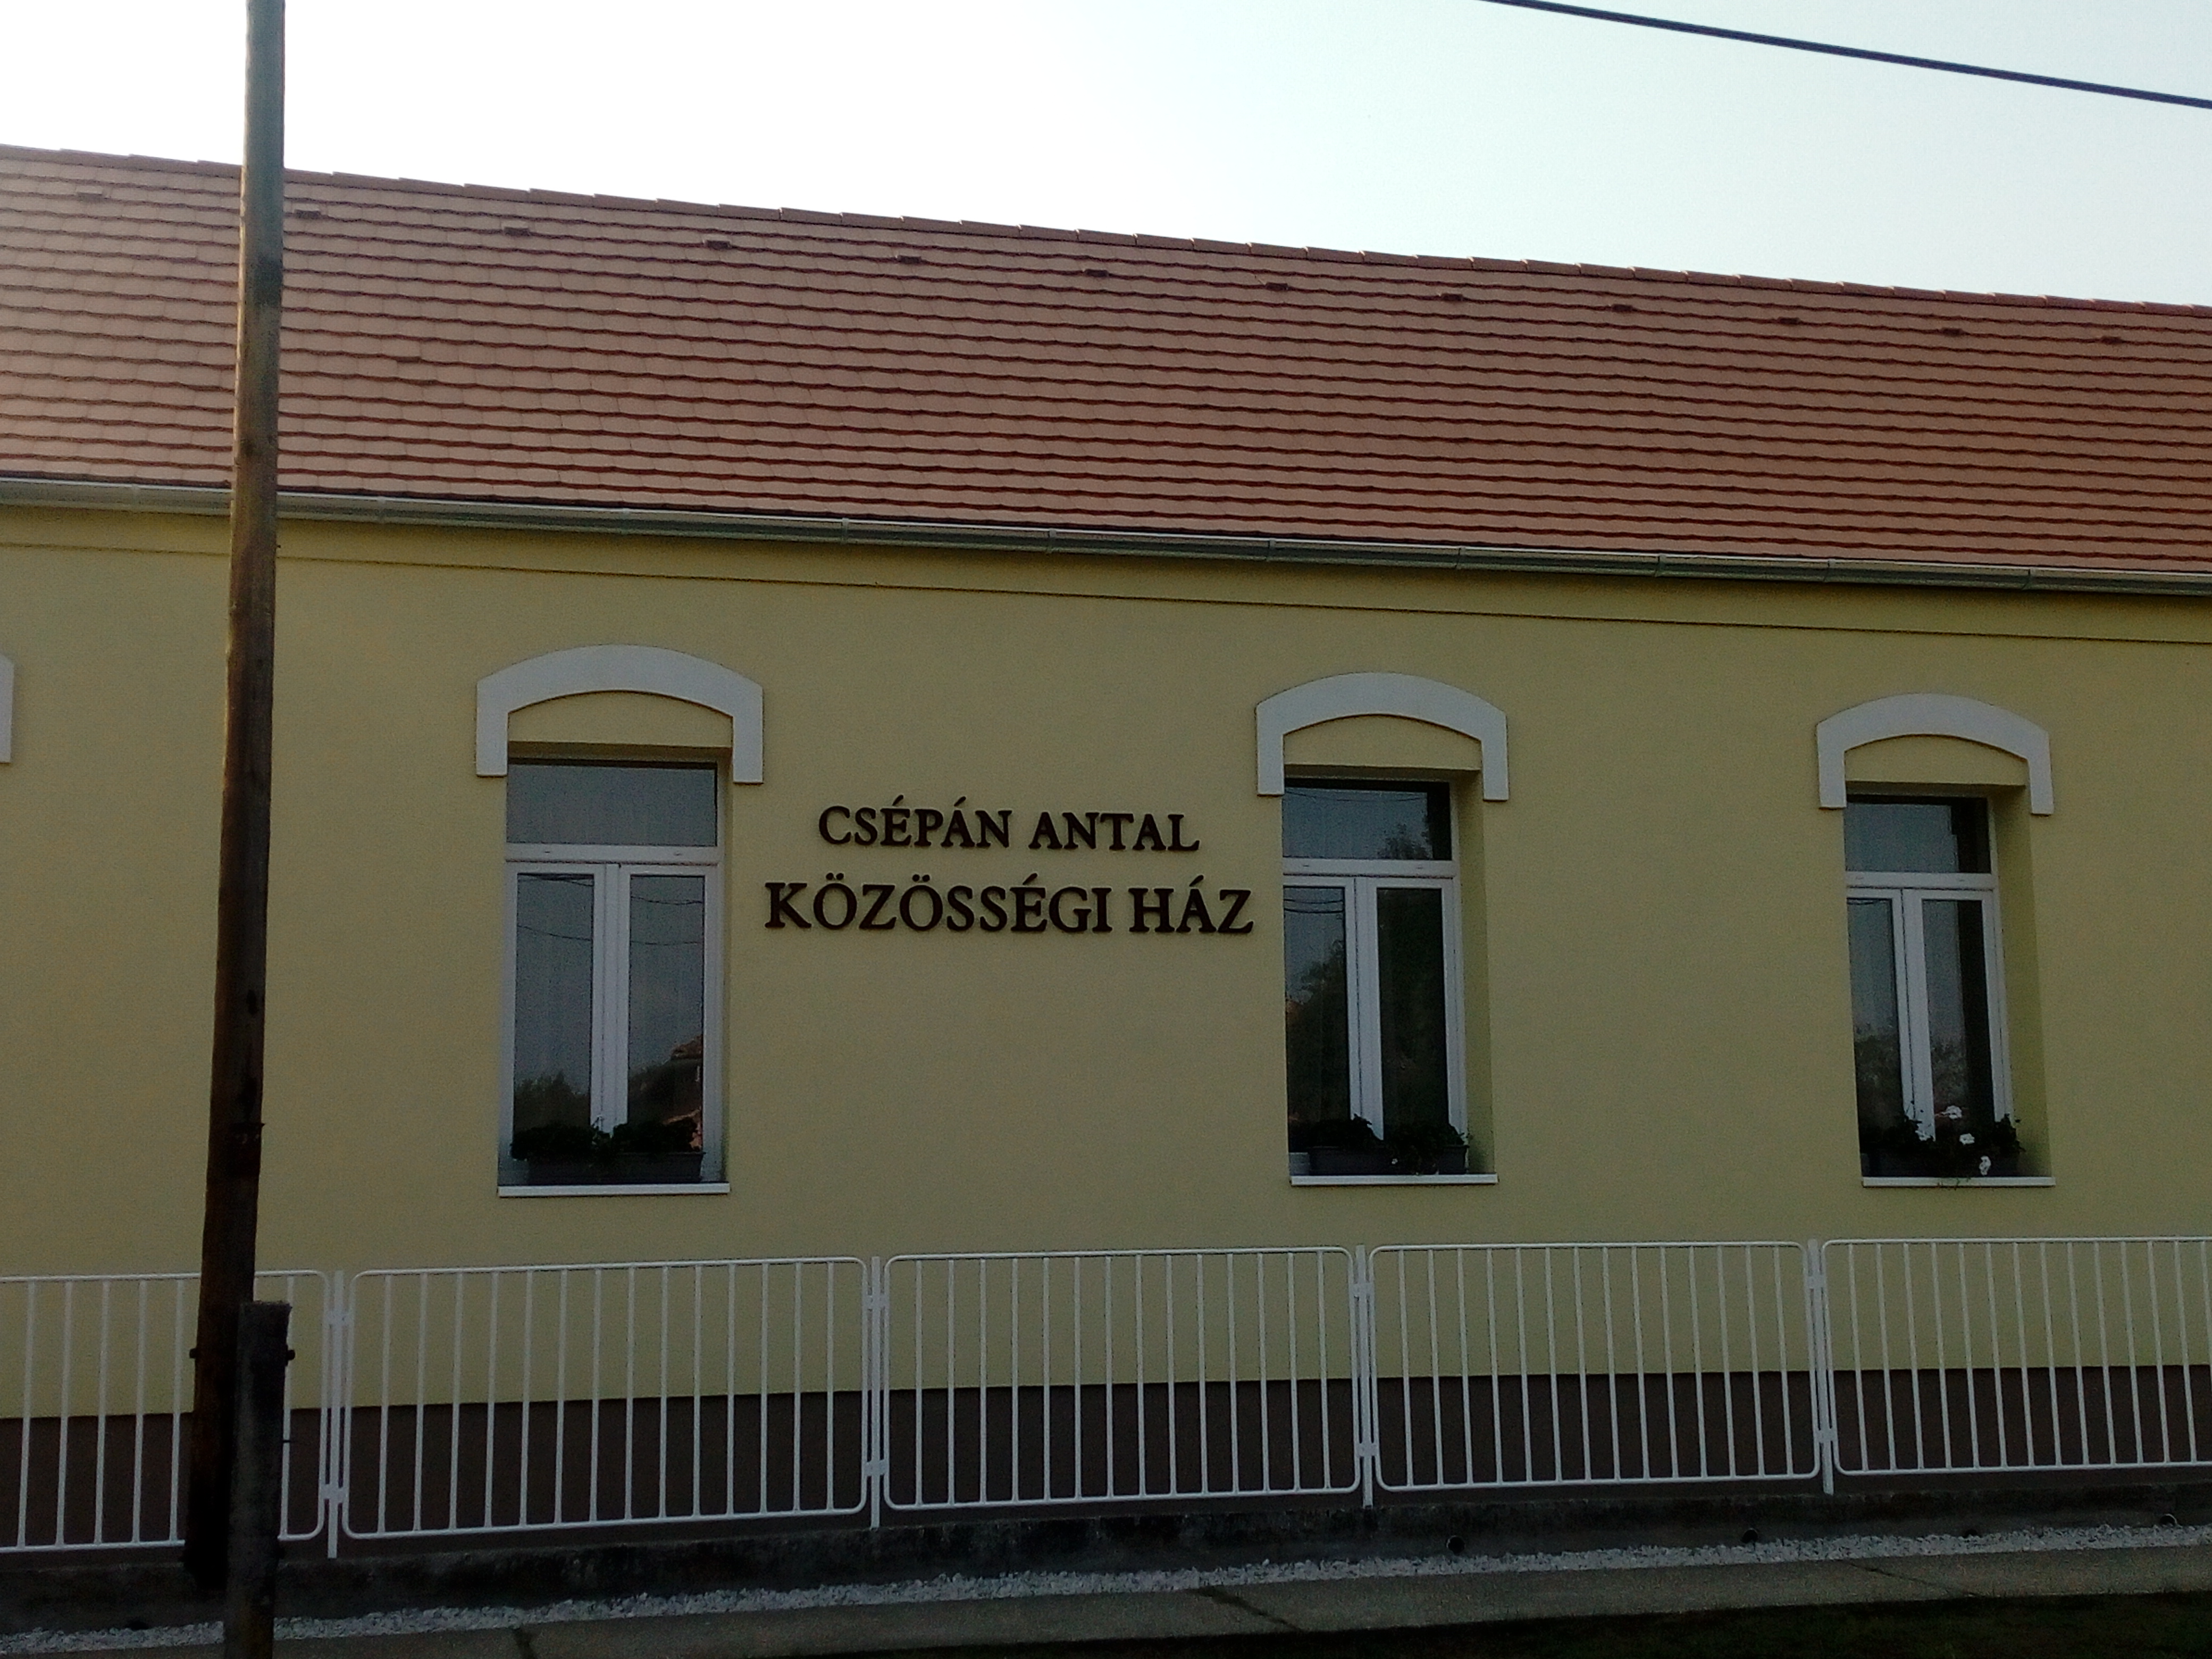 CSÉPÁN ANTAL
KÖZÖSSÉGI HÁZ